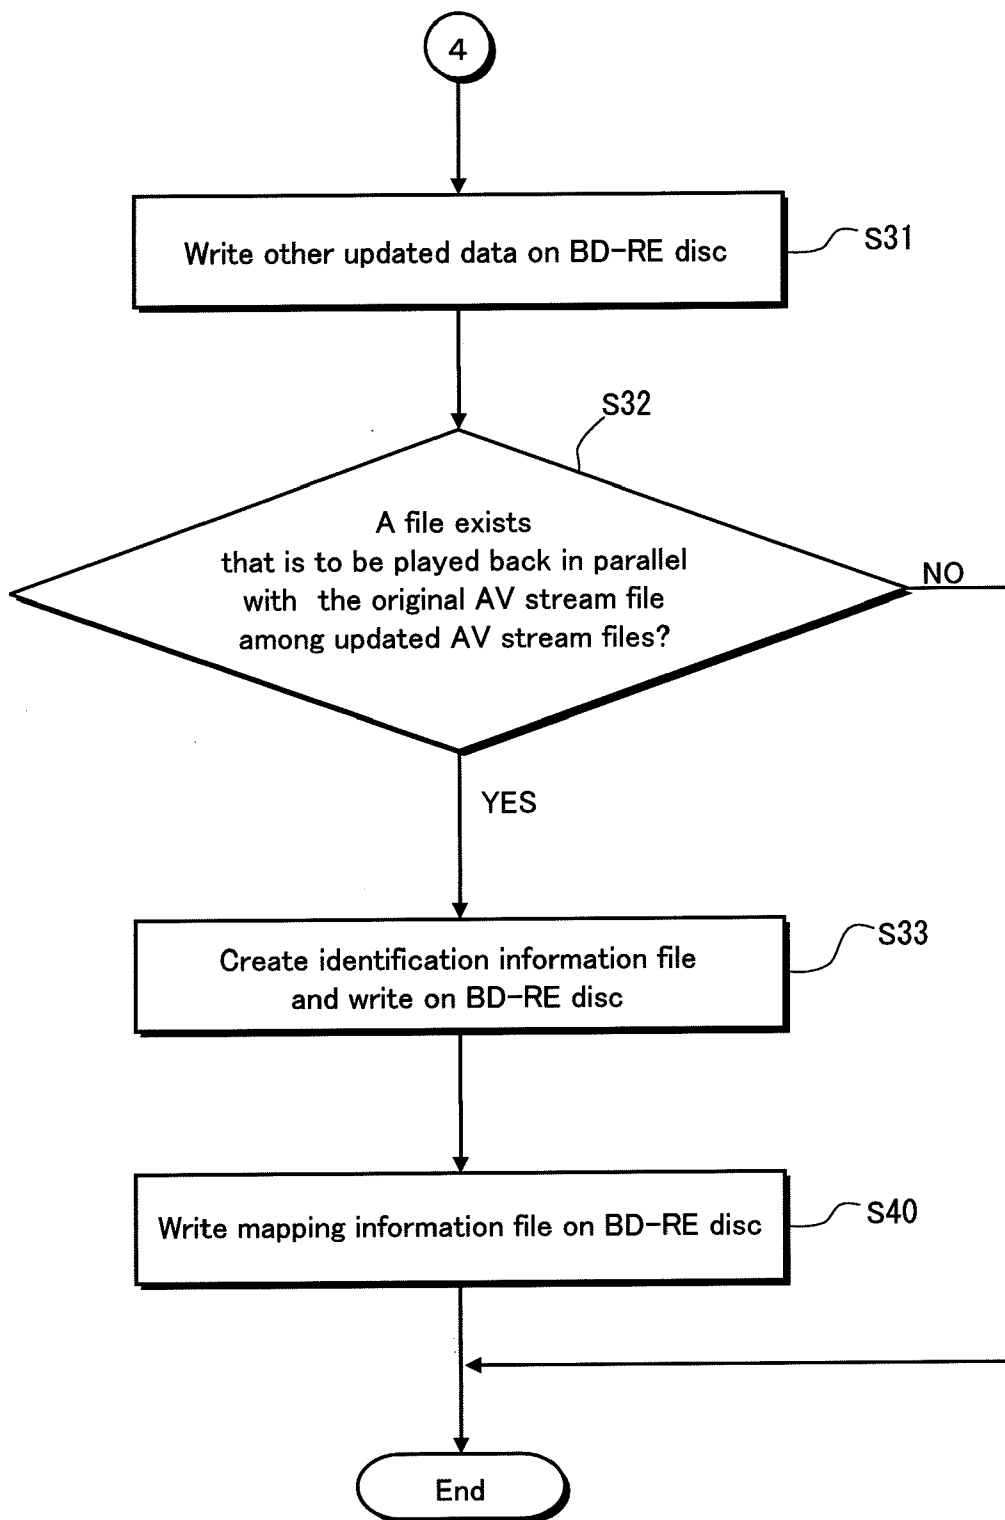 4
Write other updated data on BD-RE disc
S31
S32
A file exists
that is to be played back in parallel
with the original AV stream file
among updated AV stream files?
NO
YES
Create identification information file
and write on BD-RE disc
S33
Write mapping information file on BD-RE disc
S40
End